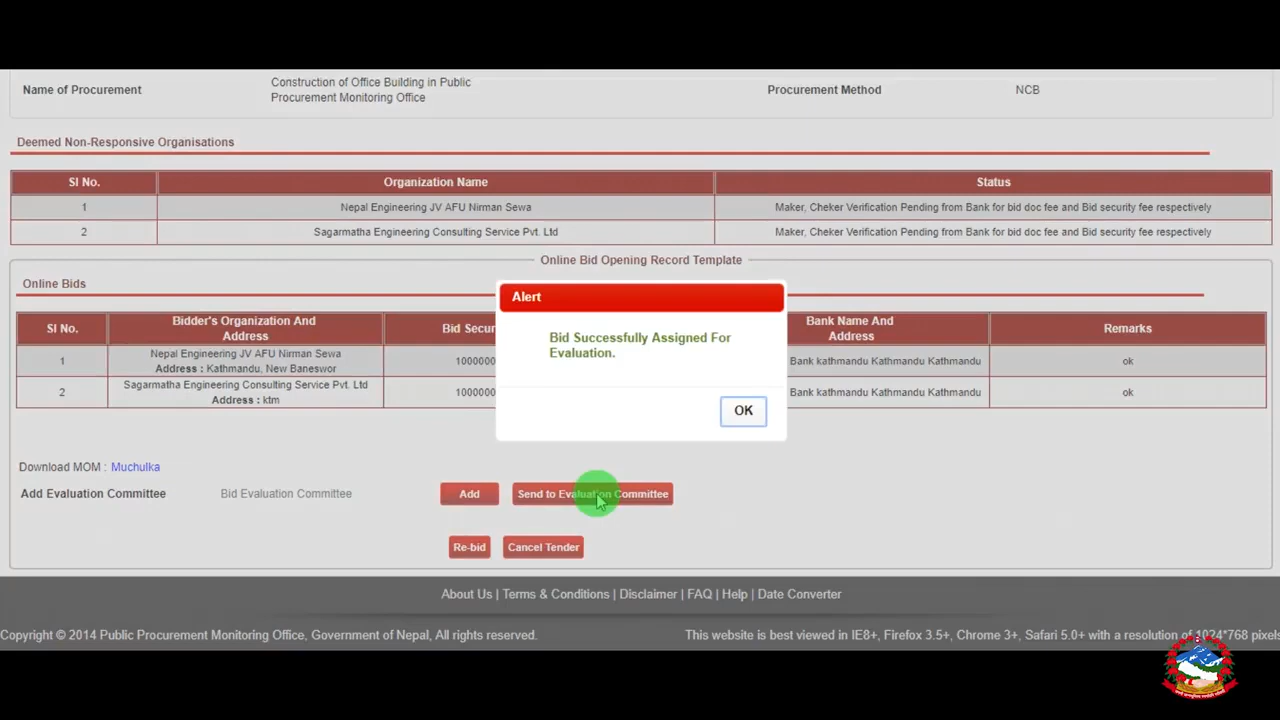 Name of Procurement
Construction of Office Building in Public
Procurement Monitoring Office
Procurement Method
NCB
Deemed Non-Responsive Organisations
Sl No. Organization Name Status
1 Nepal Engineering JV AFU Nirman Sewa Maker, Cheker Verification Pending from Bank for bid doc fee and Bid security fee respectively
2 Sagarmatha Engineering Consulting Service Pvt. Ltd Maker, Cheker Verification Pending from Bank for bid doc fee and Bid security fee respectively
Online Bid Opening Record Template
Online Bids
Sl No.
Bidder's Organization And
Address
Bid Secur
Bank Name And
Address
Remarks
1
Nepal Engineering JV AFU Nirman Sewa
Address : Kathmandu, New Baneswor
1000000
Bank kathmandu Kathmandu Kathmandu
ok
2
Sagarmatha Engineering Consulting Service Pvt. Ltd
Address : ktm
1000000
Bank kathmandu Kathmandu Kathmandu
ok
Alert
Bid Successfully Assigned For
Evaluation.
OK
Download MOM : Muchulka
Add Evaluation Committee
Bid Evaluation Committee
Add
Send to Evaluation Committee
Re-bid
Cancel Tender
About Us | Terms & Conditions | Disclaimer | FAQ | Help | Date Converter
Copyright © 2014 Public Procurement Monitoring Office, Government of Nepal, All rights reserved.
This website is best viewed in IE8+, Firefox 3.5+, Chrome 3+, Safari 5.0+ with a resolution of 1024*768 pixels